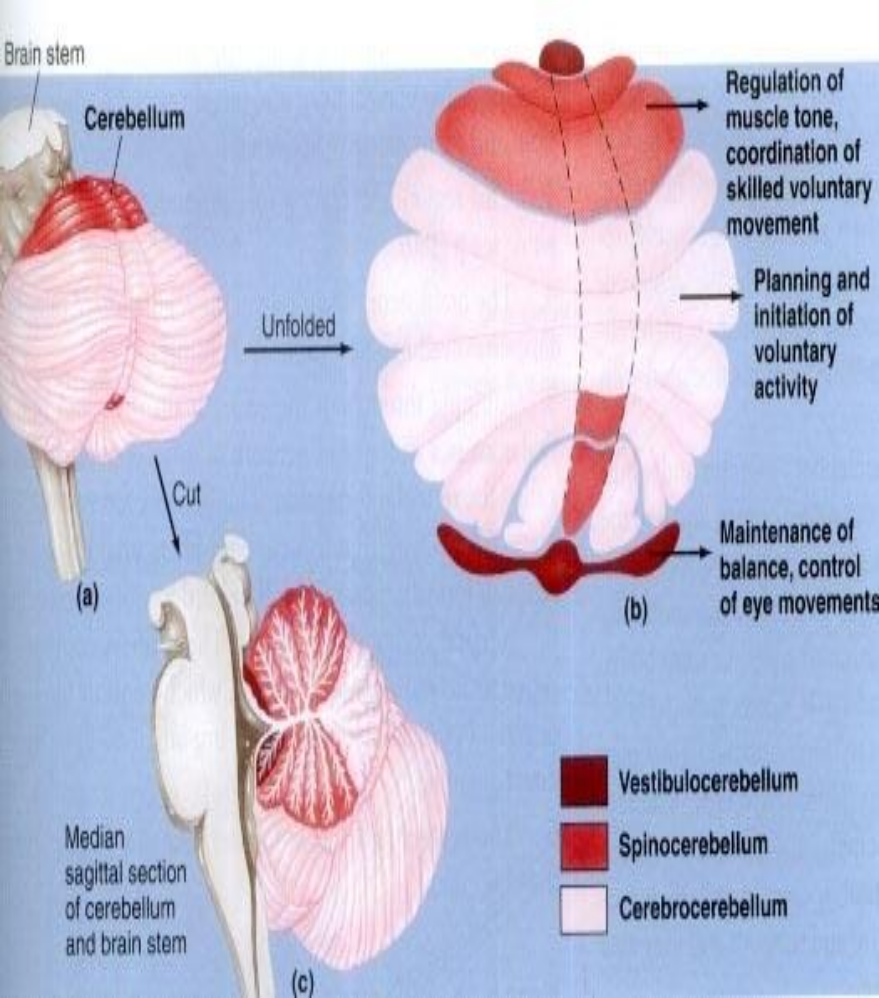 Brain stem
Cerebellum
Unfolded
Cut
(a)
Regulation of
muscle tone,
coordination of
skilled voluntary
movement
Planning and
initiation of
voluntary
activity
Maintenance of
balance, control
of eye movements
(b)
Median
sagittal section
of cerebellum
and brain stem
(c)
Vestibulocerebellum
Spinocerebellum
Cerebrocerebellum